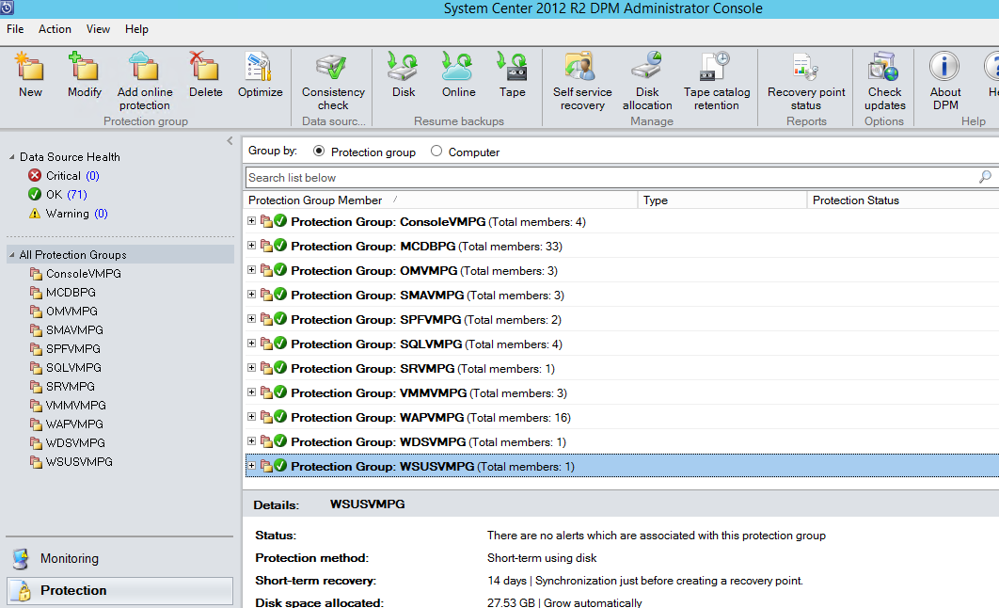 System Center 2012 R2 DPM Administrator Console
File Action View Help
New Modify Add online protection Delete Optimize Consistency check Disk Online Tape Self service recovery Disk allocation Tape catalog retention Recovery point status Check updates About DPM
Protection group Data sourc... Resume backups Manage Reports Options Help
Data Source Health
Critical (0)
OK (71)
Warning (0)
All Protection Groups
ConsoleVMPG
MCDBPG
OMVMPG
SMAVMPG
SPFVMPG
SQLVMPG
SRVMPG
VMMVMPG
WAPVMPG
WDSVMPG
WSUSVMPG
Monitoring
Protection
Group by: Protection group Computer
Search list below
Protection Group Member / Type Protection Status
Protection Group: ConsoleVMPG (Total members: 4)
Protection Group: MCDBPG (Total members: 33)
Protection Group: OMVMPG (Total members: 3)
Protection Group: SMAVMPG (Total members: 3)
Protection Group: SPFVMPG (Total members: 2)
Protection Group: SQLVMPG (Total members: 4)
Protection Group: SRVMPG (Total members: 1)
Protection Group: VMMVMPG (Total members: 3)
Protection Group: WAPVMPG (Total members: 16)
Protection Group: WDSVMPG (Total members: 1)
Protection Group: WSUSVMPG (Total members: 1)
Details: WSUSVMPG
Status: There are no alerts which are associated with this protection group
Protection method: Short-term using disk
Short-term recovery: 14 days | Synchronization just before creating a recovery point.
Disk space allocated: 27.53 GB | Grow automatically